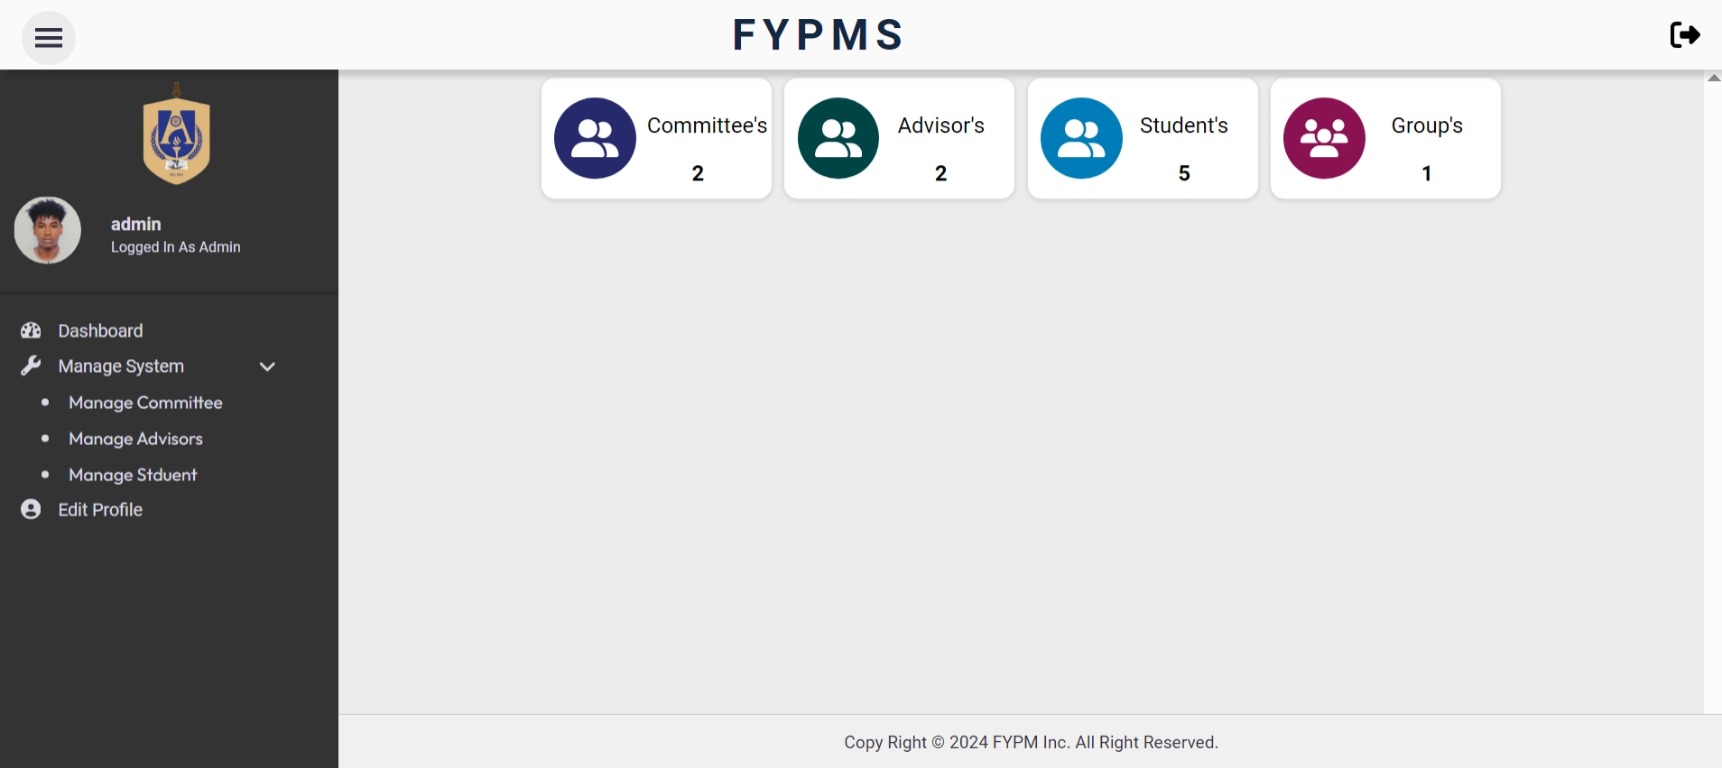 FYPMS
admin
Logged In As Admin
Dashboard
Manage System
Manage Committee
Manage Advisors
Manage Stduent
Edit Profile
Committee's
2
Advisor's
2
Student's
5
Group's
1
Copy Right © 2024 FYPM Inc. All Right Reserved.